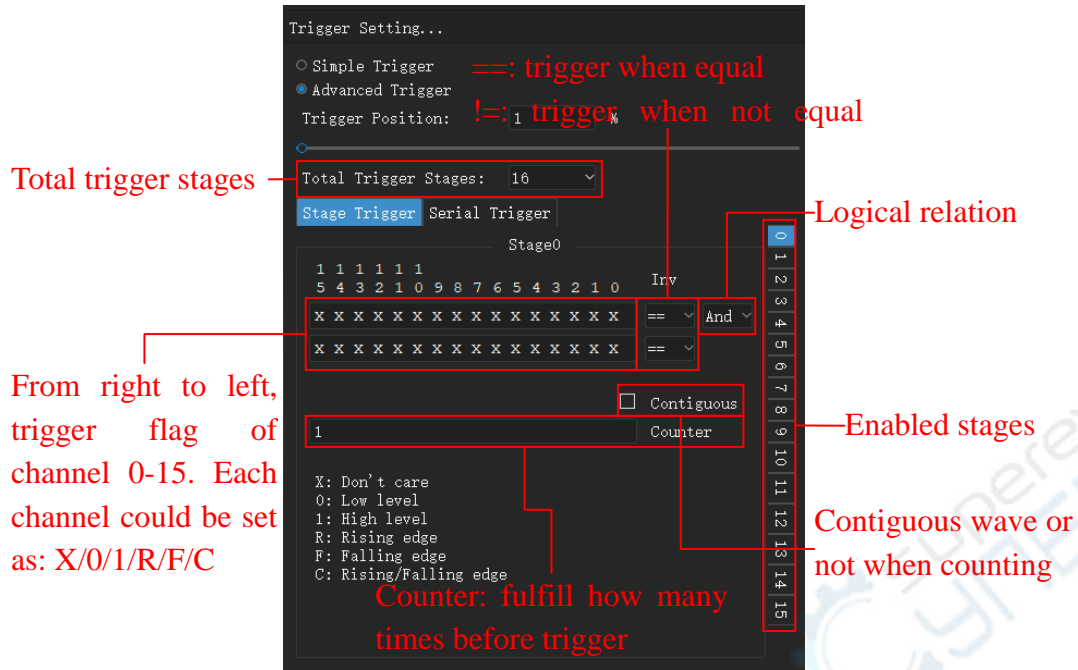 Trigger Setting...
Simple Trigger
==: trigger when equal
Advanced Trigger
Trigger Position: 1 %
!=: trigger when not equal
Total trigger stages
Total Trigger Stages: 16
Stage Trigger Serial Trigger
Logical relation
Stage0
1 1 1 1 1 1
5 4 3 2 1 0 9 8 7 6 5 4 3 2 1 0
Inv
X X X X X X X X X X X X X X X X == And
X X X X X X X X X X X X X X X X ==
From right to left,
trigger flag of
channel 0-15. Each
channel could be set
as: X/0/1/R/F/C
Contiguous
1 Counter
X: Don't care
0: Low level
1: High level
R: Rising edge
F: Falling edge
C: Rising/Falling edge
Counter: fulfill how many
times before trigger
0
1
2
3
4
5
6
7
8
9
10
11
12
13
14
15
Enabled stages
Contiguous wave or
not when counting